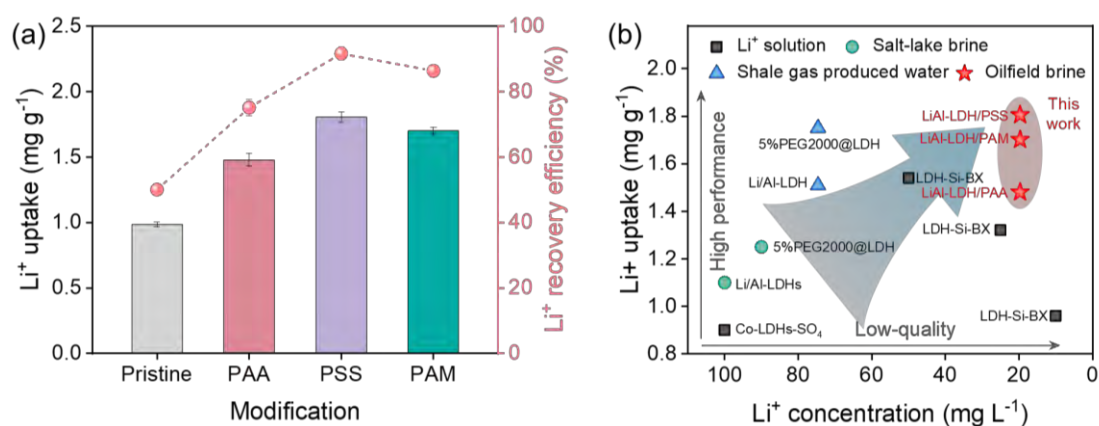 (a)
2.5
2.0
1.5
1.0
0.5
0.0
Li⁺ uptake (mg g⁻¹)
100
80
60
40
20
0
Li⁺ recovery efficiency (%)
Pristine PAA PSS PAM
Modification
(b)
Li⁺ solution Salt-lake brine
Shale gas produced water Oilfield brine
2.0
1.8
1.6
1.4
1.2
1.0
0.8
Li+ uptake (mg g⁻¹)
High performance
This
work
LiAl-LDH/PSS
LiAl-LDH/PAM
5%PEG2000@LDH
Li/Al-LDH
LDH-Si-BX
LiAl-LDH/PAA
LDH-Si-BX
5%PEG2000@LDH
Li/Al-LDHs
LDH-Si-BX
Co-LDHs-SO₄
Low-quality
100 80 60 40 20 0
Li⁺ concentration (mg L⁻¹)